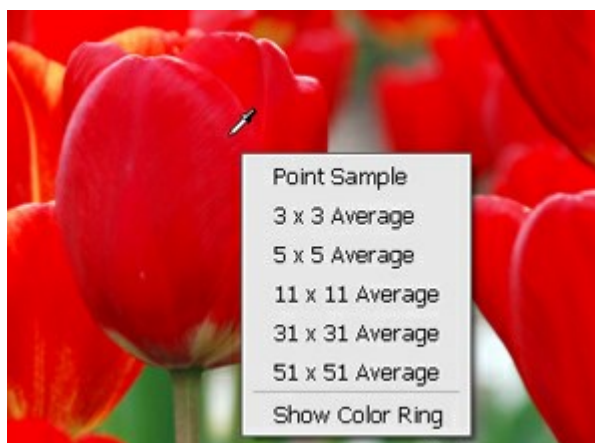 Point Sample
3 x 3 Average
5 x 5 Average
11 x 11 Average
31 x 31 Average
51 x 51 Average
Show Color Ring